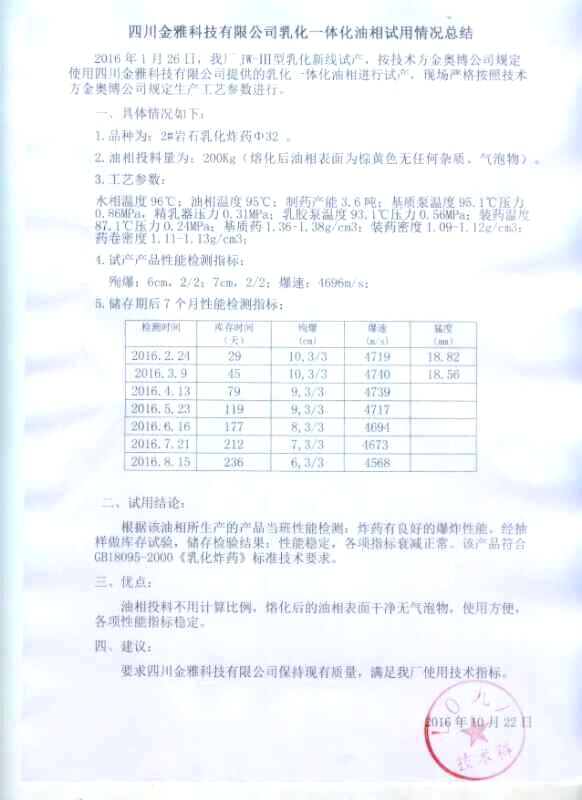 四川金雅科技有限公司乳化一体化油相试用情况总结
2016 年 1 月 26 日，我厂 JW-III型乳化新线试产，按技术方金奥博公司规定
使用四川金雅科技有限公司提供的乳化一体化油相进行试产，现场严格按照技术
方金奥博公司规定生产工艺参数进行。
一、具体情况如下：
1.品种为：2#岩石乳化炸药Φ32 。
2.油相投料量为：200Kg（熔化后油相表面为棕黄色无任何杂质、气泡物）。
3.工艺参数：
水相温度 96℃；油相温度 95℃；制药产能 3.6 吨；基质泵温度 95.1℃压力
0.86MPa，精乳器压力 0.31MPa；乳胶泵温度 93.1℃压力 0.56MPa；装药温度
87.1℃压力 0.24MPa；基质药 1.36-1.38g/cm3；装药密度 1.09-1.12g/cm3；
药卷密度 1.11-1.13g/cm3；
4.试产产品性能检测指标：
殉爆：6cm，2/2；7cm，2/2；爆速：4696m/s；
5.储存期后 7 个月性能检测指标：
检测时间 库存时间（天） 殉爆(cm) 爆速(m/s) 猛度(mm)
2016.2.24 29 10,3/3 4719 18.82
2016.3.9 45 10,3/3 4740 18.56
2016.4.13 79 9,3/3 4739
2016.5.23 119 9,3/3 4717
2016.6.16 177 8,3/3 4694
2016.7.21 212 7,3/3 4673
2016.8.15 236 6,3/3 4568
二、试用结论：
根据该油相所生产的产品当班性能检测：炸药有良好的爆炸性能。经抽
样做库存试验，储存检验结果：性能稳定，各项指标衰减正常。该产品符合
GB18095-2000《乳化炸药》标准技术要求。
三、优点：
油相投料不用计算比例，熔化后的油相表面干净无气泡物，使用方便，
各项性能指标稳定。
四、建议：
要求四川金雅科技有限公司保持现有质量，满足我厂使用技术指标。
2016 年 10 月 22 日
九一
技术科